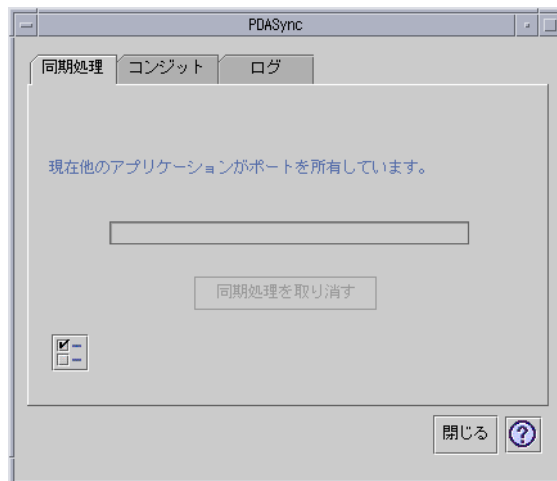 PDASync
同期処理 コンジット ログ
現在他のアプリケーションがポートを所有しています。
同期処理を取り消す
閉じる ?